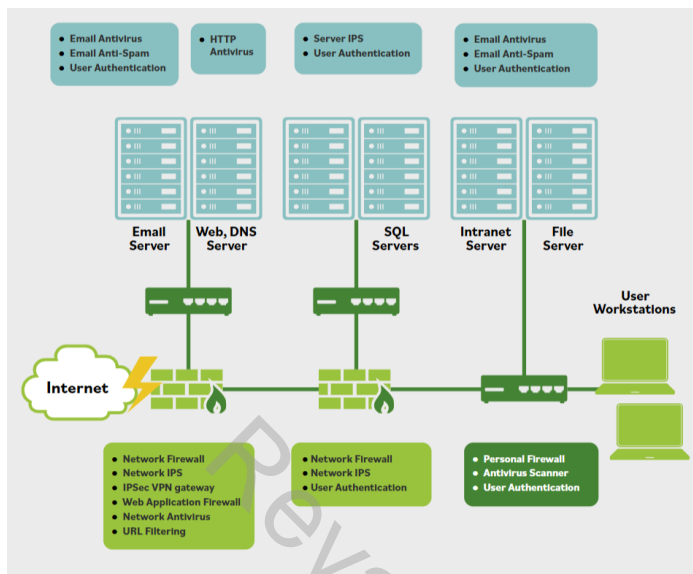 • Email Antivirus
• Email Anti-Spam
• User Authentication
• HTTP
Antivirus
• Server IPS
• User Authentication
• Email Antivirus
• Email Anti-Spam
• User Authentication
Email
Server
Web, DNS
Server
SQL
Servers
Intranet
Server
File
Server
User
Workstations
Internet
• Network Firewall
• Network IPS
• IPSec VPN gateway
• Web Application Firewall
• Network Antivirus
• URL Filtering
• Network Firewall
• Network IPS
• User Authentication
• Personal Firewall
• Antivirus Scanner
• User Authentication